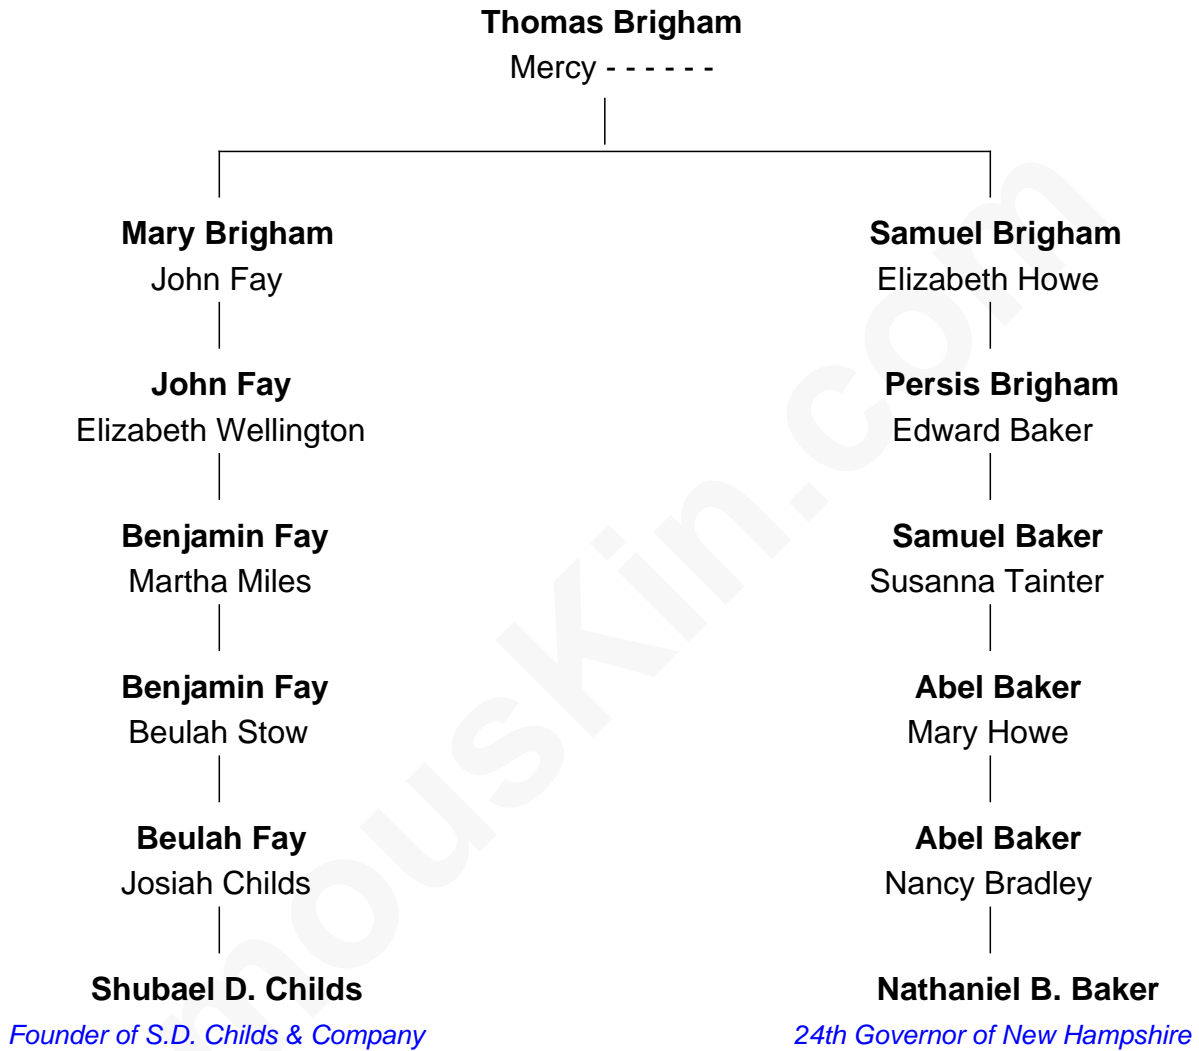 Thomas Brigham
Mercy - - - - - -
Mary Brigham
John Fay
Samuel Brigham
Elizabeth Howe
John Fay
Elizabeth Wellington
Persis Brigham
Edward Baker
Benjamin Fay
Martha Miles
Samuel Baker
Susanna Tainter
Benjamin Fay
Beulah Stow
Abel Baker
Mary Howe
Beulah Fay
Josiah Childs
Abel Baker
Nancy Bradley
Shubael D. Childs
Founder of S.D. Childs & Company
Nathaniel B. Baker
24th Governor of New Hampshire
mousKin.com